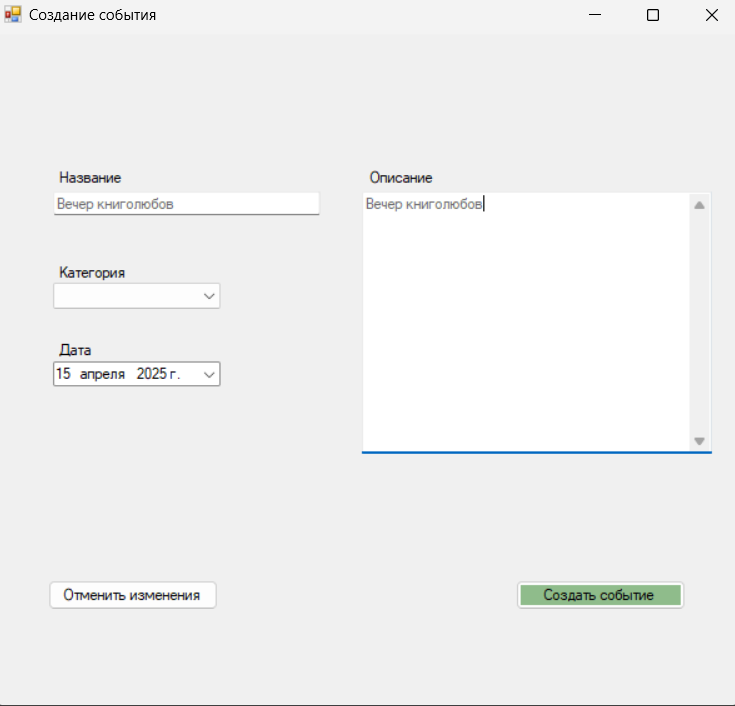 Создание события
Название
Вечер книголюбов
Категория
Дата
15 апреля 2025 г.
Описание
Вечер книголюбов
Отменить изменения
Создать событие